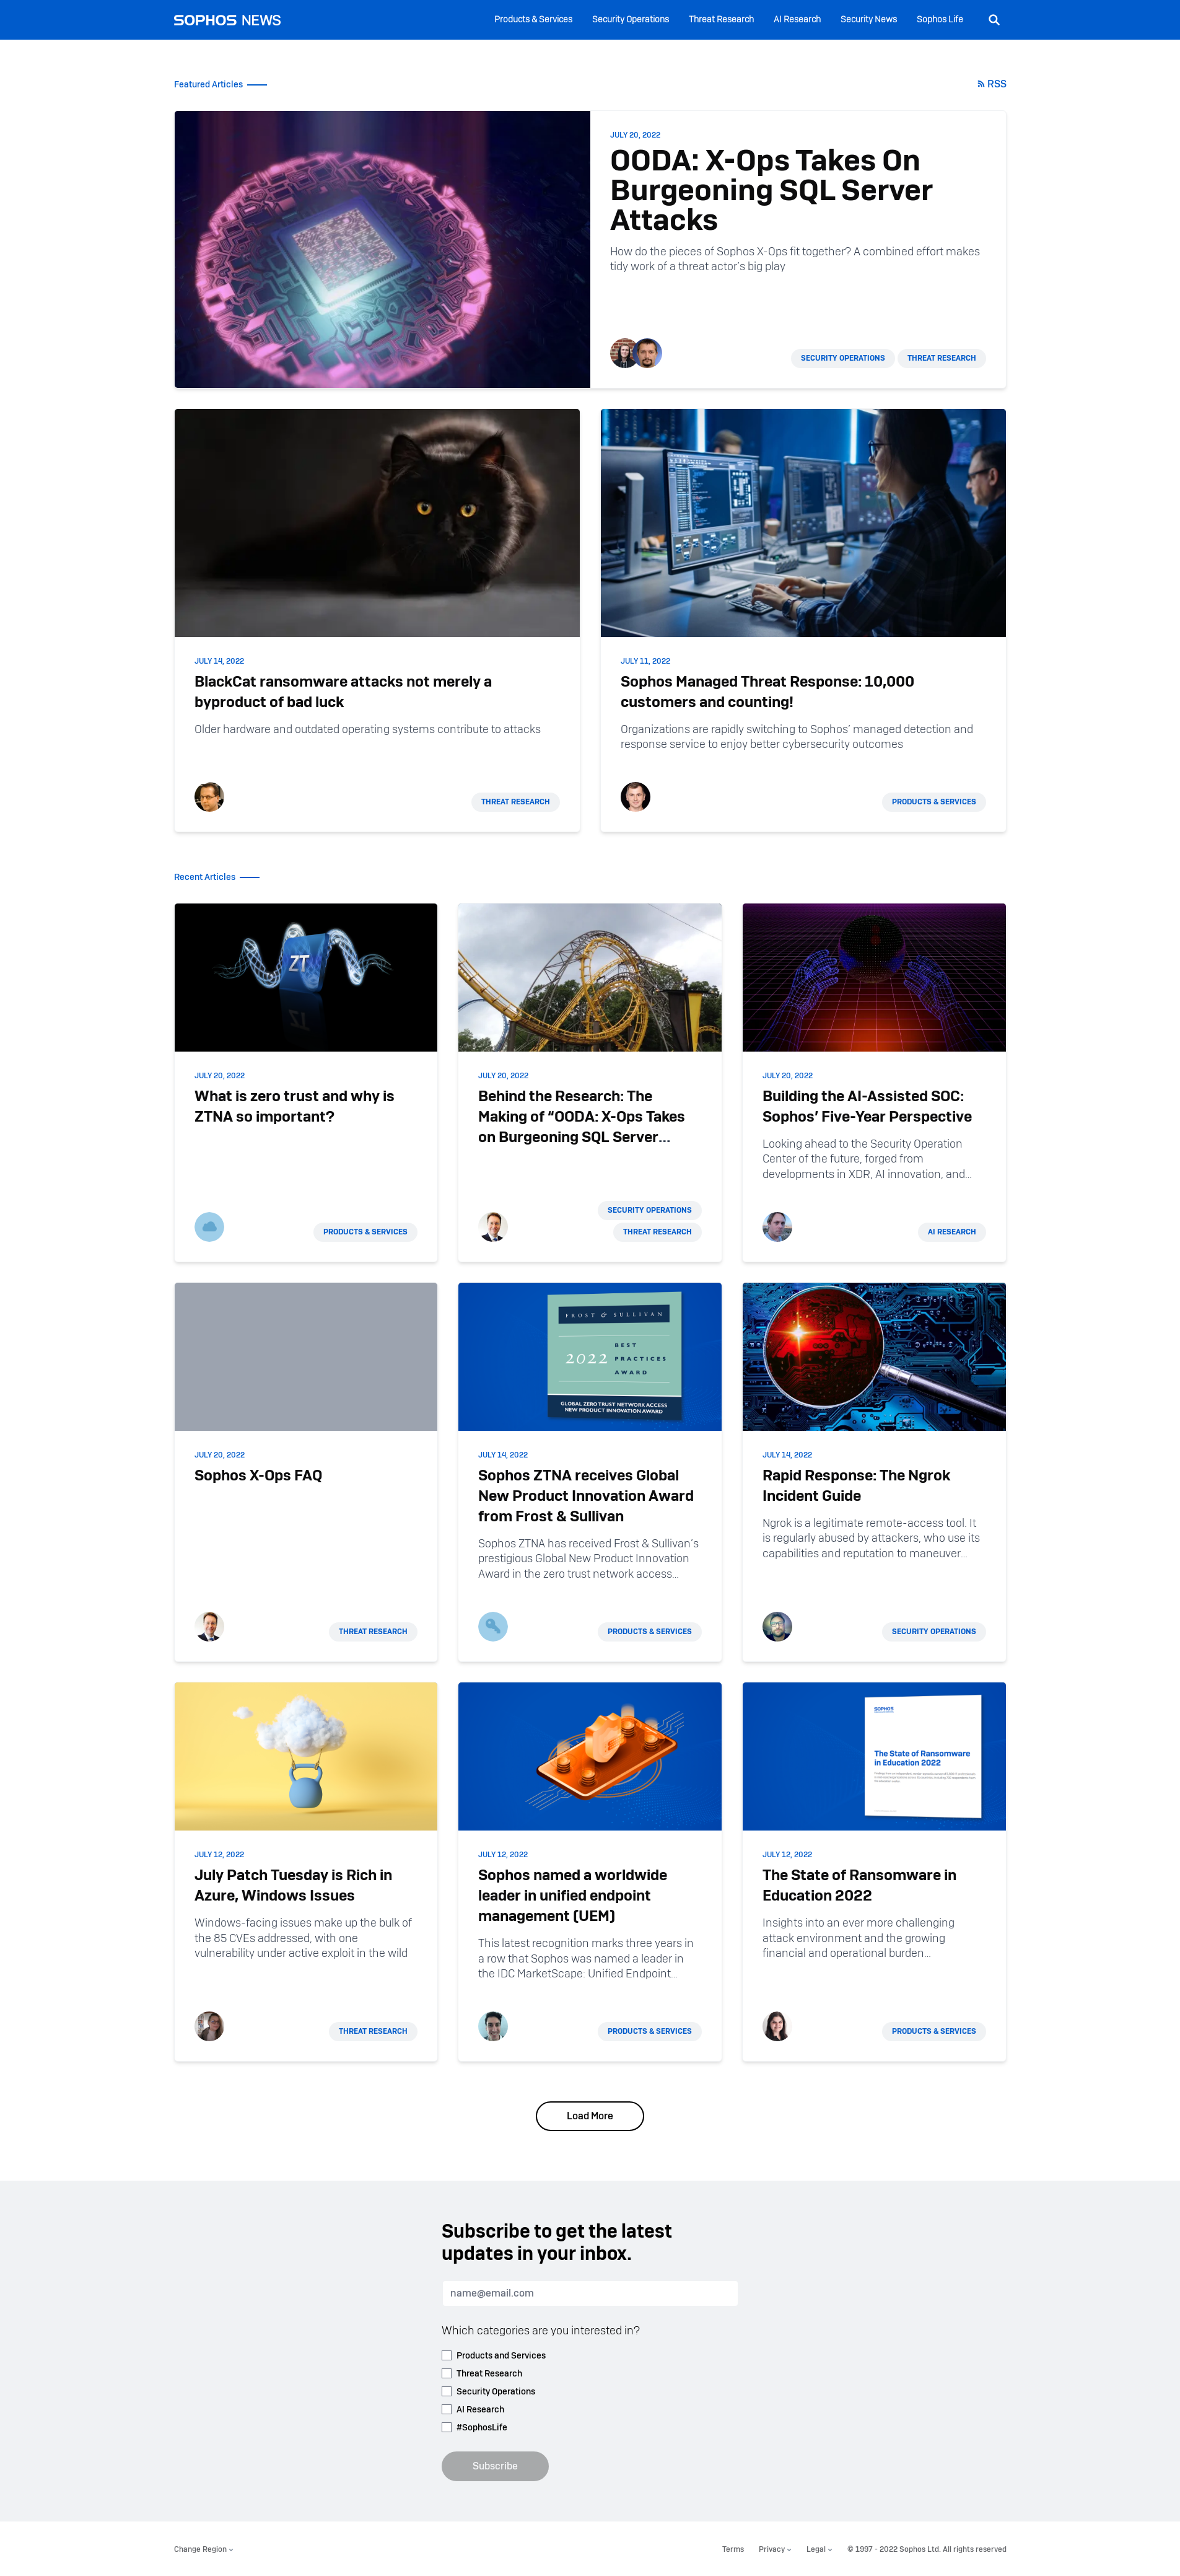 SOPHOS NEWS
Products & Services
Security Operations
Threat Research
AI Research
Security News
Sophos Life
Featured Articles
RSS
JULY 20, 2022
OODA: X-Ops Takes On
Burgeoning SQL Server
Attacks
How do the pieces of Sophos X-Ops fit together? A combined effort makes
tidy work of a threat actor's big play
SECURITY OPERATIONS
THREAT RESEARCH
JULY 14, 2022
BlackCat ransomware attacks not merely a
byproduct of bad luck
Older hardware and outdated operating systems contribute to attacks
THREAT RESEARCH
JULY 11, 2022
Sophos Managed Threat Response: 10,000
customers and counting!
Organizations are rapidly switching to Sophos' managed detection and
response service to enjoy better cybersecurity outcomes
PRODUCTS & SERVICES
Recent Articles
ZT
JULY 20, 2022
What is zero trust and why is
ZTNA so important?
PRODUCTS & SERVICES
JULY 20, 2022
Behind the Research: The
Making of “OODA: X-Ops Takes
on Burgeoning SQL Server...
SECURITY OPERATIONS
THREAT RESEARCH
JULY 20, 2022
Building the AI-Assisted SOC:
Sophos’ Five-Year Perspective
Looking ahead to the Security Operation
Center of the future, forged from
developments in XDR, AI innovation, and...
AI RESEARCH
JULY 20, 2022
Sophos X-Ops FAQ
THREAT RESEARCH
FROST & SULLIVAN
2022
BEST
PRACTICES
AWARD
GLOBAL ZERO TRUST NETWORK ACCESS
NEW PRODUCT INNOVATION AWARD
JULY 14, 2022
Sophos ZTNA receives Global
New Product Innovation Award
from Frost & Sullivan
Sophos ZTNA has received Frost & Sullivan's
prestigious Global New Product Innovation
Award in the zero trust network access...
PRODUCTS & SERVICES
JULY 14, 2022
Rapid Response: The Ngrok
Incident Guide
Ngrok is a legitimate remote-access tool. It
is regularly abused by attackers, who use its
capabilities and reputation to maneuver...
SECURITY OPERATIONS
JULY 12, 2022
July Patch Tuesday is Rich in
Azure, Windows Issues
Windows-facing issues make up the bulk of
the 85 CVEs addressed, with one
vulnerability under active exploit in the wild
THREAT RESEARCH
JULY 12, 2022
Sophos named a worldwide
leader in unified endpoint
management (UEM)
This latest recognition marks three years in
a row that Sophos was named a leader in
the IDC MarketScape: Unified Endpoint...
PRODUCTS & SERVICES
SOPHOS
The State of Ransomware
in Education 2022
JULY 12, 2022
The State of Ransomware in
Education 2022
Insights into an ever more challenging
attack environment and the growing
financial and operational burden...
PRODUCTS & SERVICES
Load More
Subscribe to get the latest
updates in your inbox.
name@email.com
Which categories are you interested in?
Products and Services
Threat Research
Security Operations
AI Research
#SophosLife
Subscribe
Change Region
Terms
Privacy
Legal
© 1997 - 2022 Sophos Ltd. All rights reserved